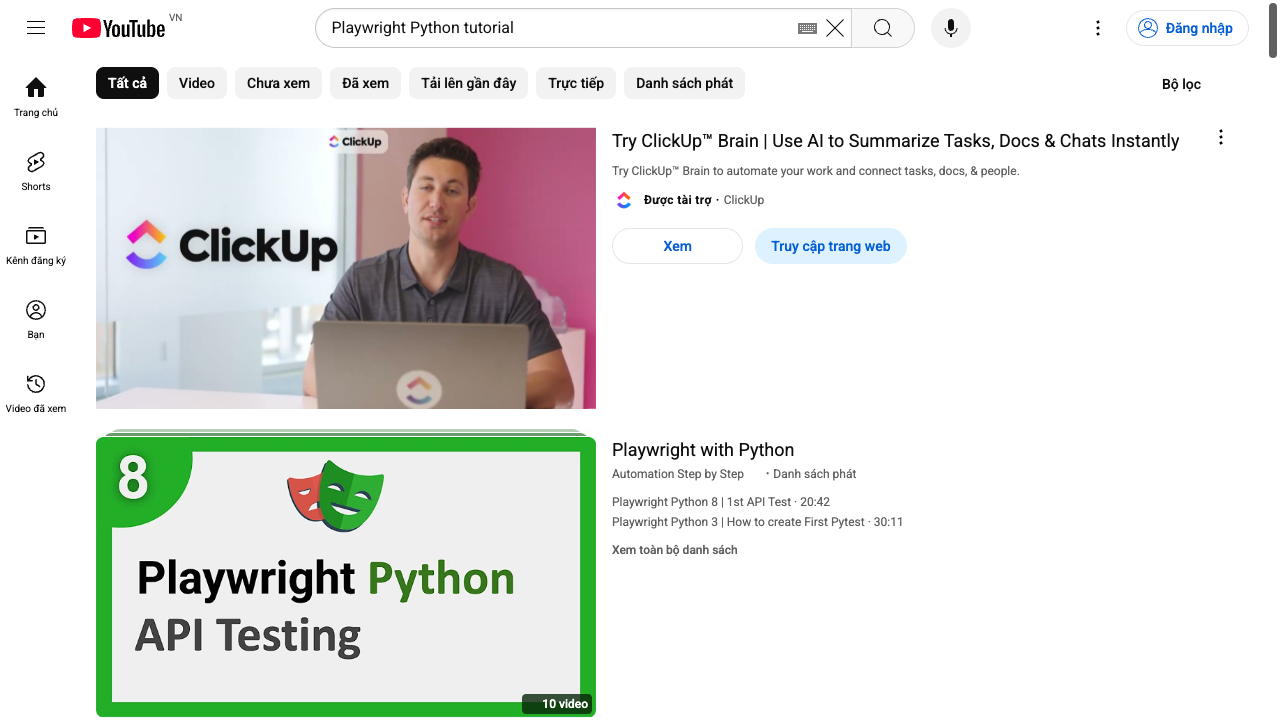 YouTube VN
Playwright Python tutorial
Đăng nhập
Trang chủ
Shorts
Kênh đăng ký
Bạn
Video đã xem
Tất cả
Video
Chưa xem
Đã xem
Tải lên gần đây
Trực tiếp
Danh sách phát
Bộ lọc
ClickUp
ClickUp
Try ClickUp™ Brain | Use AI to Summarize Tasks, Docs & Chats Instantly
Try ClickUp™ Brain to automate your work and connect tasks, docs, & people.
Được tài trợ · ClickUp
Xem
Truy cập trang web
8
Playwright Python
API Testing
10 video
Playwright with Python
Automation Step by Step · Danh sách phát
Playwright Python 8 | 1st API Test · 20:42
Playwright Python 3 | How to create First Pytest · 30:11
Xem toàn bộ danh sách